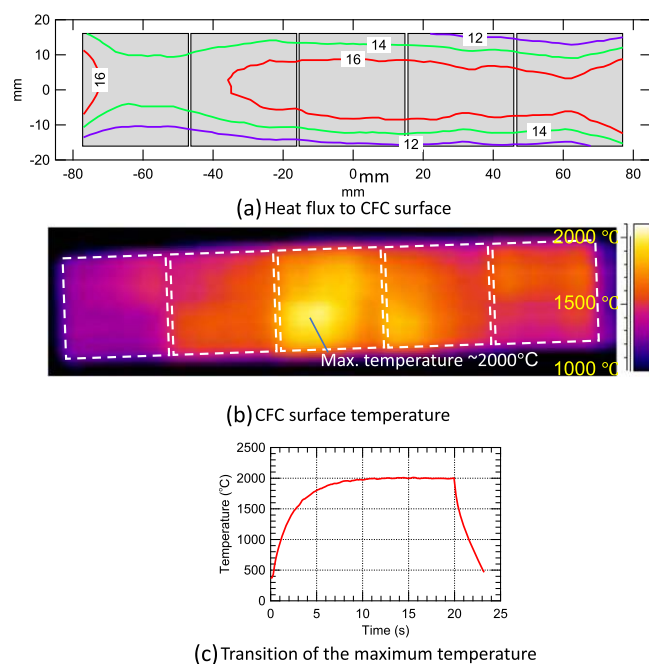 20
10
0
-10
-20
mm
16
14
16
12
14
12
-80
-60
-40
-20
0
20
40
60
80
mm
mm
(a) Heat flux to CFC surface
2000 °C
1500 °C
1000 °C
Max. temperature ~2000°C
(b) CFC surface temperature
2500
2000
1500
1000
500
0
Temperature (°C)
0
5
10
15
20
25
Time (s)
(c) Transition of the maximum temperature